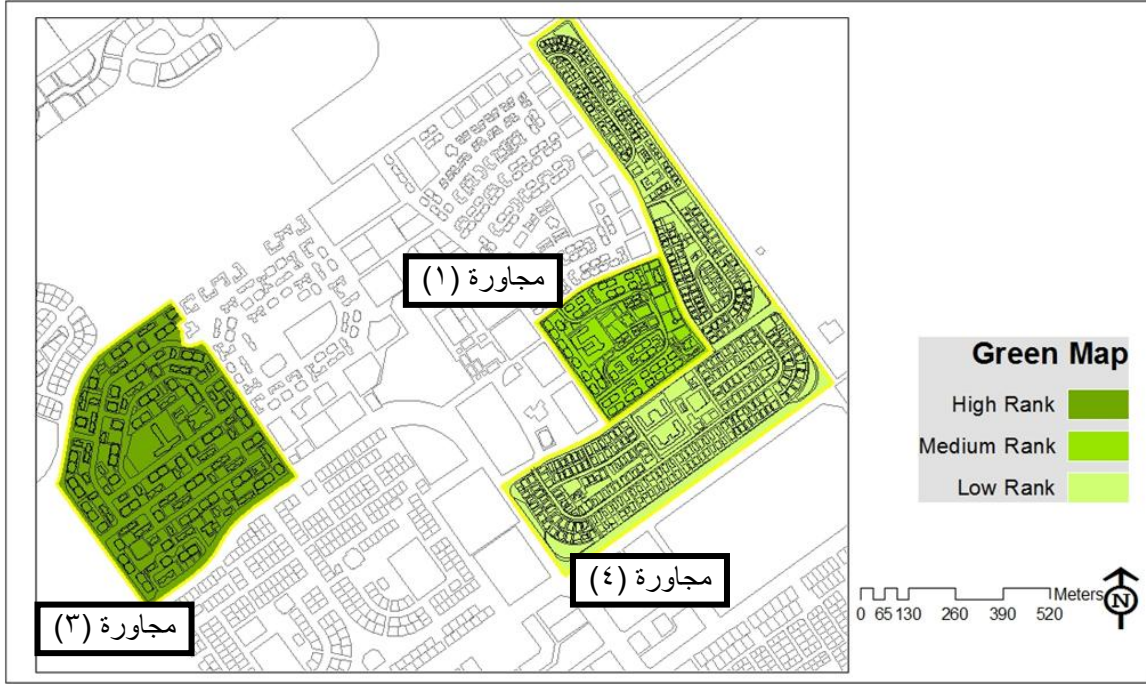 مجاورة (١)
Green Map
High Rank
Medium Rank
Low Rank
مجاورة (٤)
Meters
N
0 65 130 260 390 520
مجاورة (٣)